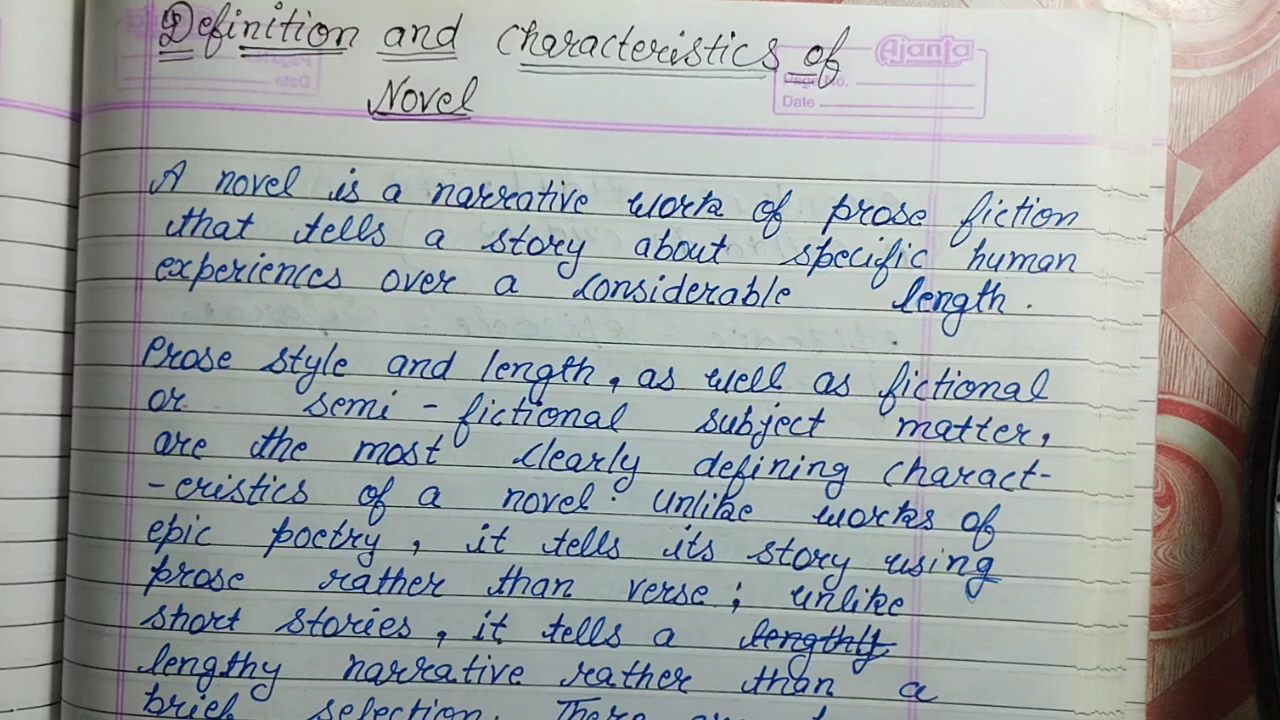 Definition and characteristics of
Novel
Ajanta
Page No.
Date
A novel is a narrative work of prose fiction
that tells a story about specific human
experiences over a considerable length.
Prose style and length, as well as fictional
or semi-fictional subject matter,
are the most clearly defining charact-
-eristics of a novel. Unlike works of
epic poetry, it tells its story using
prose rather than verse; unlike
short stories, it tells a lengthly
lengthy narrative rather than a
brief selection. There